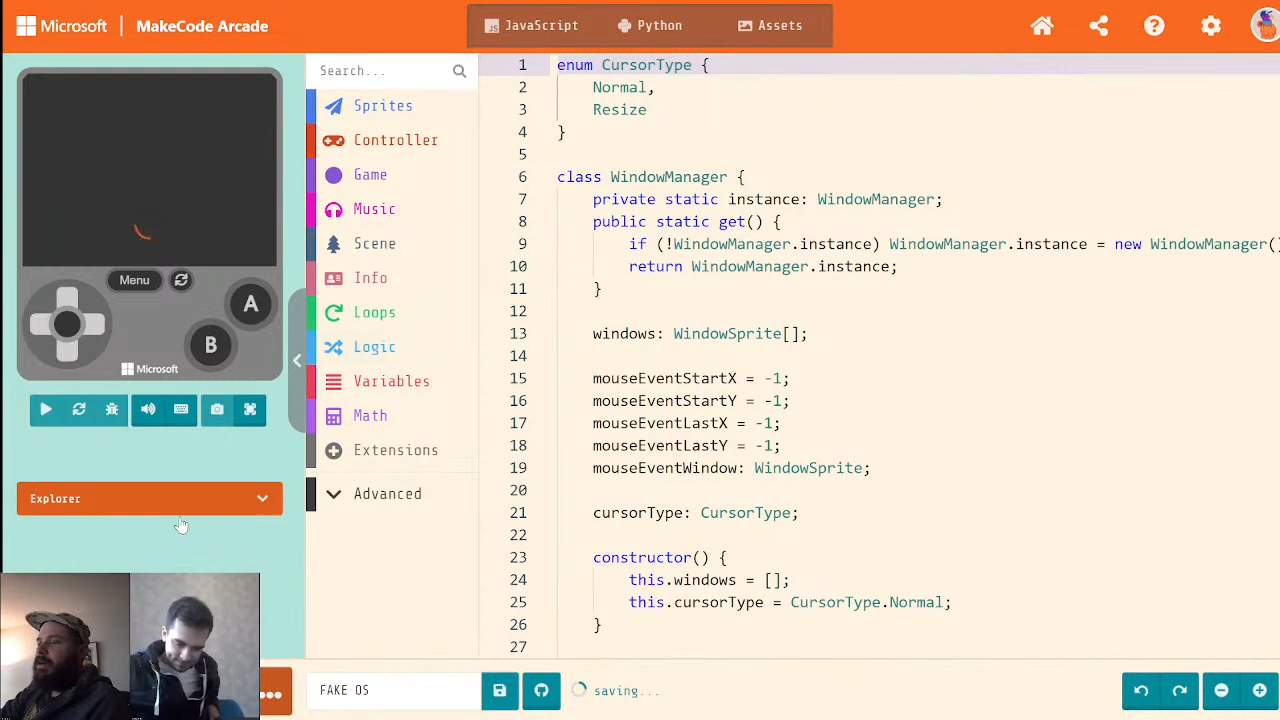 Microsoft | MakeCode Arcade
JavaScript
Python
Assets
Search...
Sprites
Controller
Game
Music
Scene
Info
Loops
Logic
Variables
Math
Extensions
Advanced
Menu
A
B
Microsoft
Explorer
1 enum CursorType {
2 Normal,
3 Resize
4 }
5
6 class WindowManager {
7 private static instance: WindowManager;
8 public static get() {
9 if (!WindowManager.instance) WindowManager.instance = new WindowManager()
10 return WindowManager.instance;
11 }
12
13 windows: WindowSprite[];
14
15 mouseEventStartX = -1;
16 mouseEventStartY = -1;
17 mouseEventLastX = -1;
18 mouseEventLastY = -1;
19 mouseEventWindow: WindowSprite;
20
21 cursorType: CursorType;
22
23 constructor() {
24 this.windows = [];
25 this.cursorType = CursorType.Normal;
26 }
27
FAKE OS
saving...